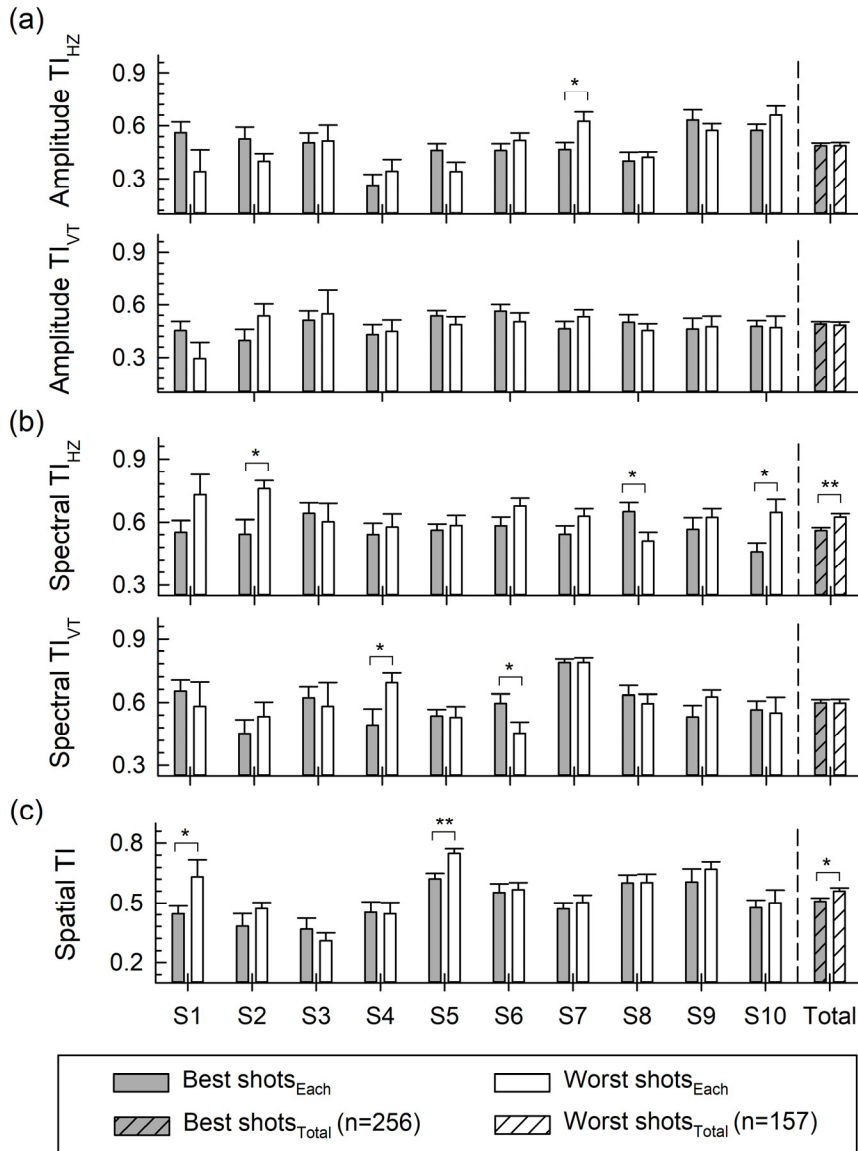 (a)
Amplitude TI_HZ
0.9
0.6
0.3
*
Amplitude TI_VT
0.9
0.6
0.3
(b)
Spectral TI_HZ
0.9
0.6
0.3
*
*
*
**
Spectral TI_VT
0.9
0.6
0.3
*
*
(c)
Spatial TI
0.8
0.5
0.2
*
**
*
S1 S2 S3 S4 S5 S6 S7 S8 S9 S10 Total
Best shots_Each Worst shots_Each
Best shots_Total (n=256) Worst shots_Total (n=157)